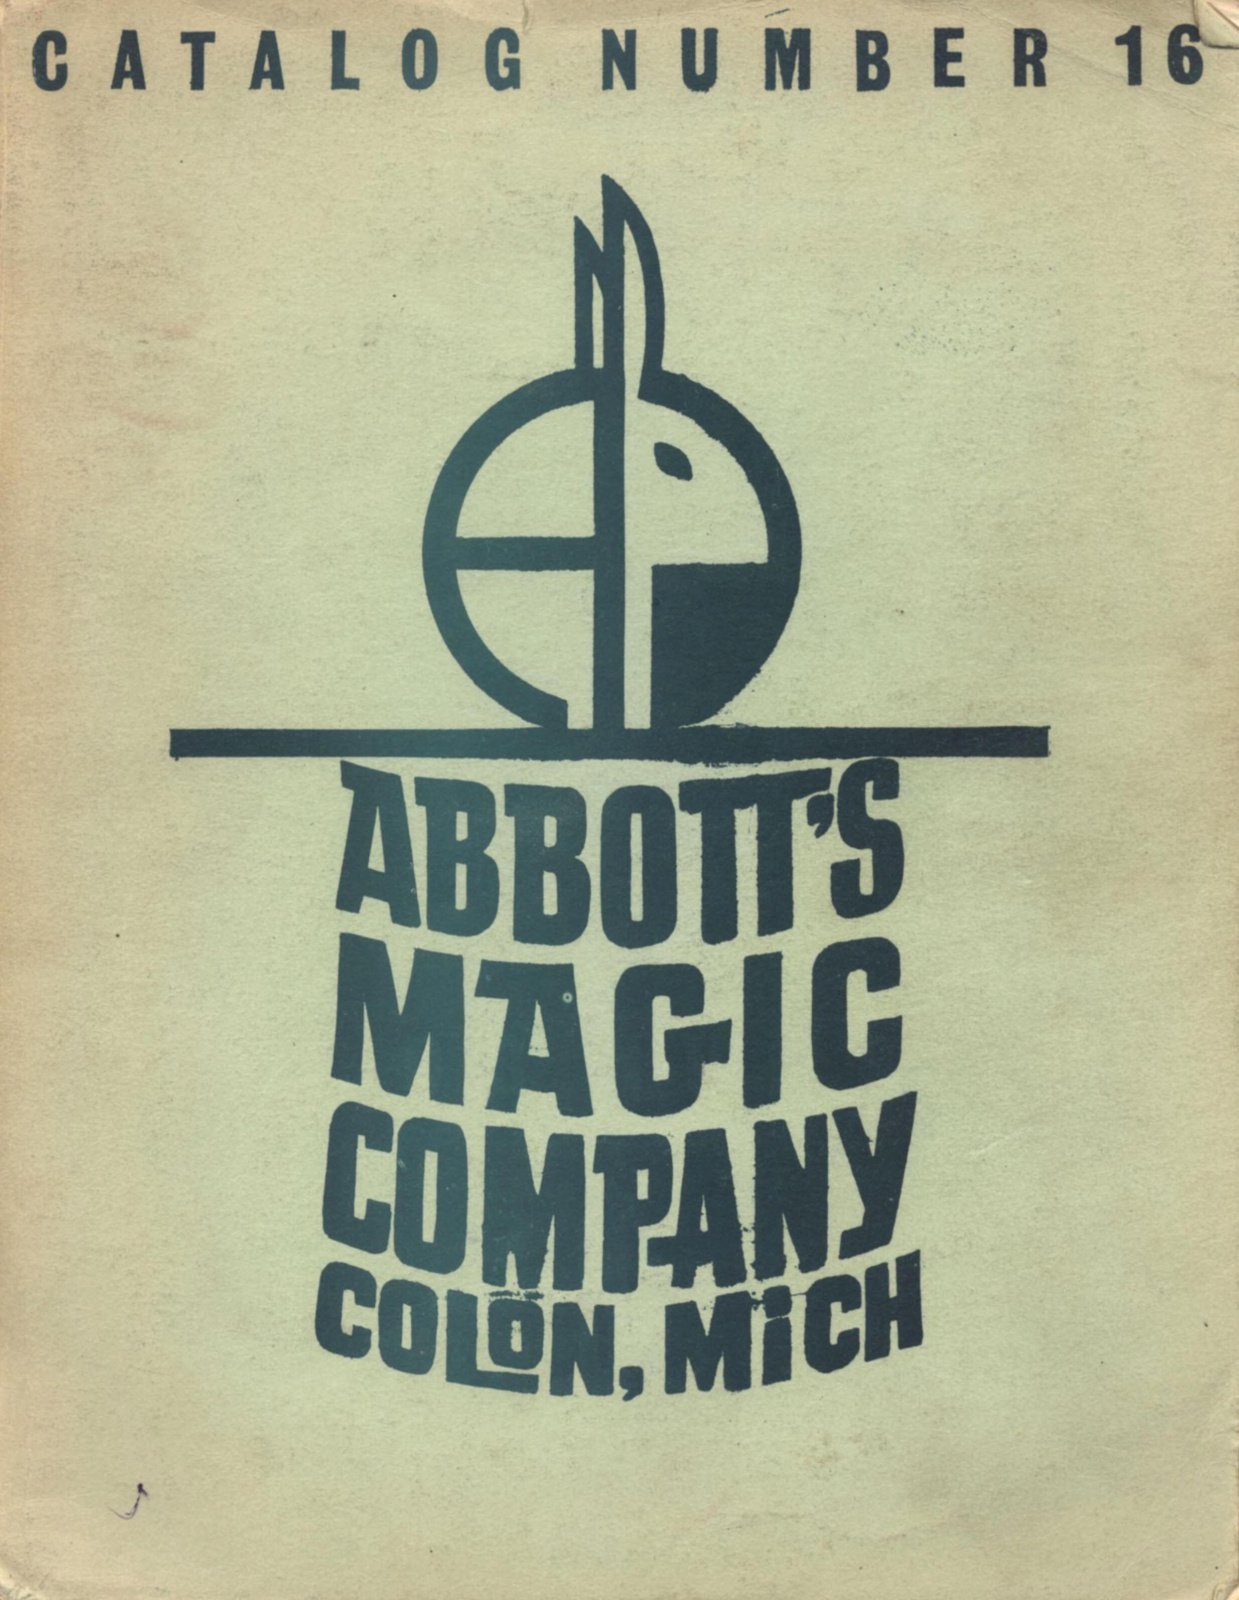 CATALOG NUMBER 16
ABBOTT'S
MAGIC
COMPANY
COLON, MiCH